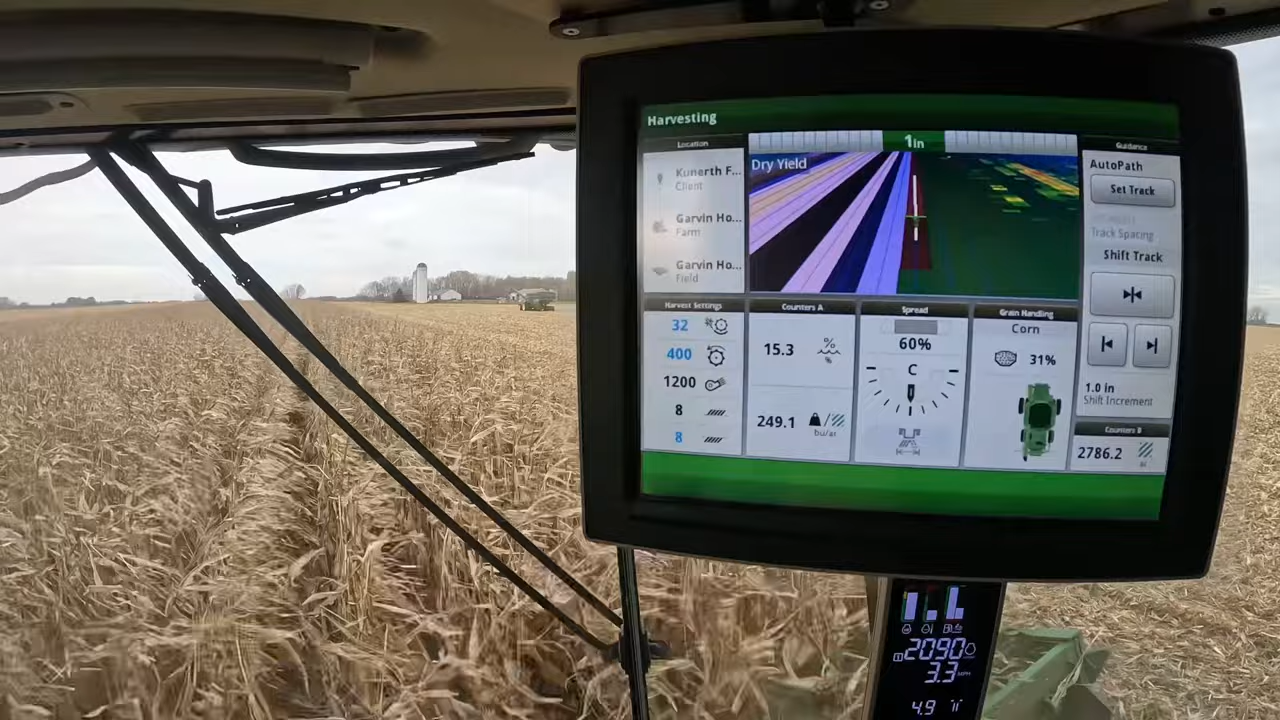 Harvesting
Location
Kunerth F...
Client
Garvin Ho...
Farm
Garvin Ho...
Field
1in
Dry Yield
Guidance
AutoPath
Set Track
Track Spacing
Shift Track
1.0 in
Shift Increment
Harvest Settings
32
400
1200
8
8
Counters A
15.3
%
%
249.1
bu/ac
Spread
60%
C
Grain Handling
Corn
31%
Counters B
2786.2
ac
2090
3.3 MPH
4.9